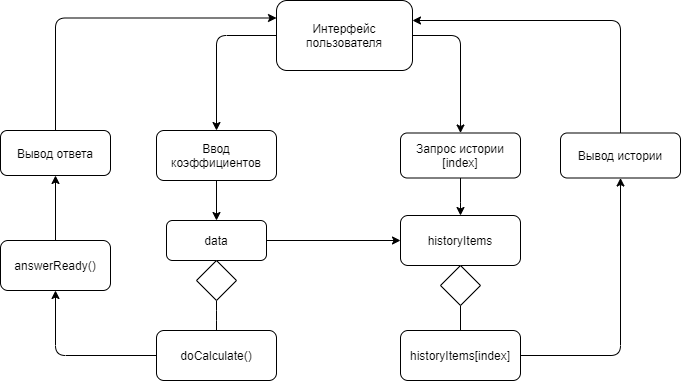 Интерфейс
пользователя
Вывод ответа
Ввод
коэффициентов
Запрос истории
[index]
Вывод истории
data
historyItems
answerReady()
doCalculate()
historyItems[index]